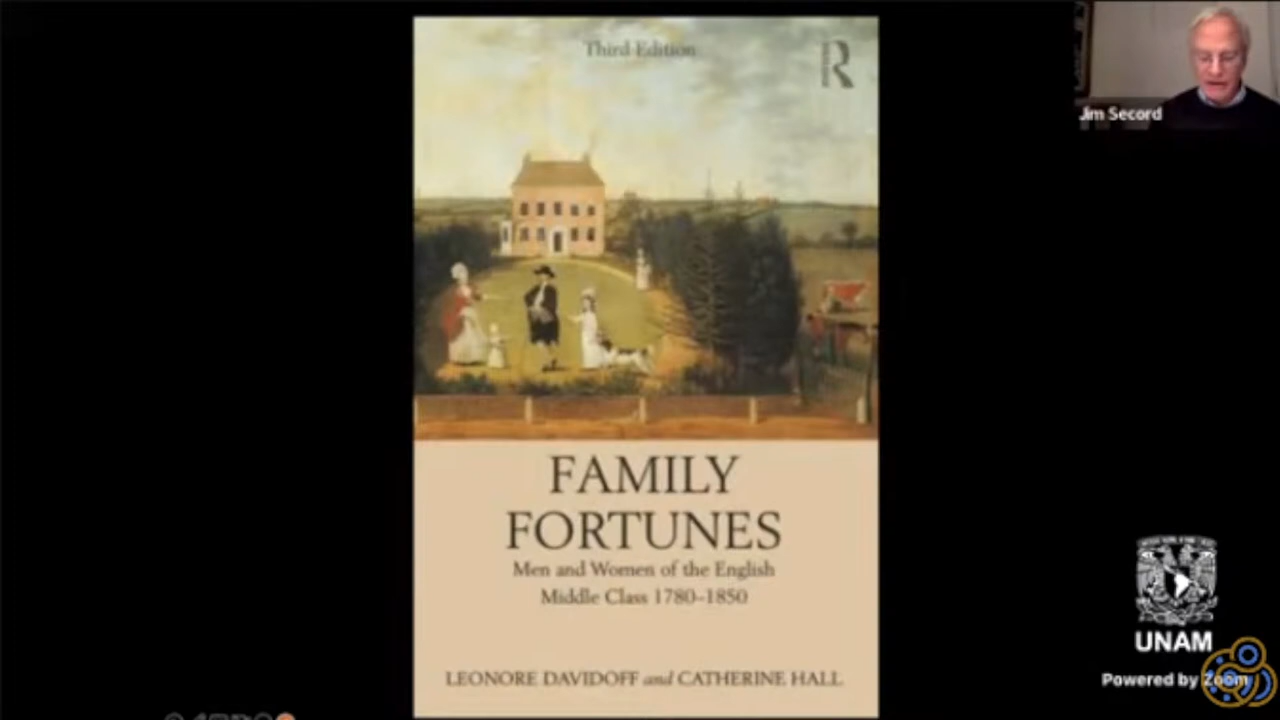 Third Edition
R
Jim Secord
FAMILY
FORTUNES
Men and Women of the English
Middle Class 1780–1850
LEONORE DAVIDOFF and CATHERINE HALL
UNAM
Powered by Zoom